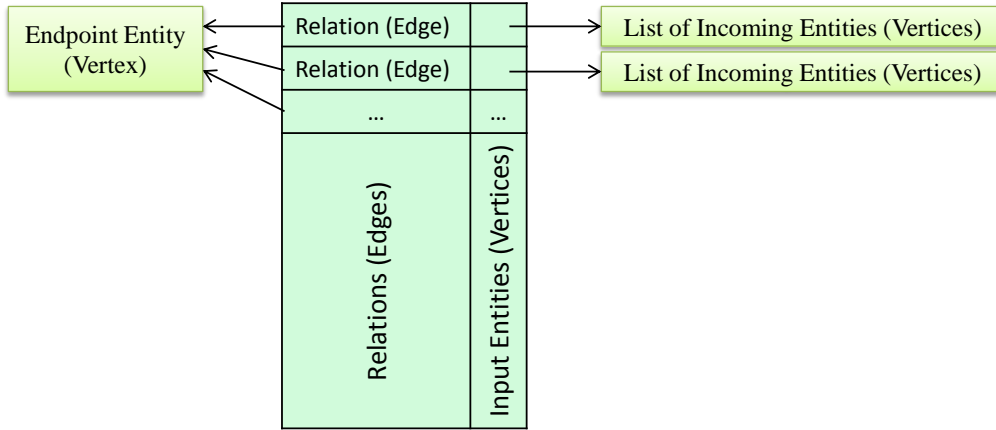 Endpoint Entity
(Vertex)
Relation (Edge)
List of Incoming Entities (Vertices)
Relation (Edge)
List of Incoming Entities (Vertices)
...
...
Relations (Edges)
Input Entities (Vertices)